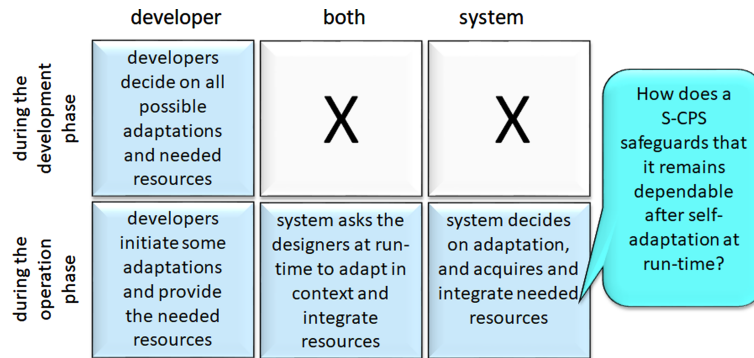 developer
both
system
during the
development
phase
developers
decide on all
possible
adaptations
and needed
resources
X
X
during the
operation
phase
developers
initiate some
adaptations
and provide
the needed
resources
system asks the
designers at run-
time to adapt in
context and
integrate
resources
system decides
on adaptation,
and acquires and
integrate needed
resources
How does a
S-CPS
safeguards that
it remains
dependable
after self-
adaptation at
run-time?